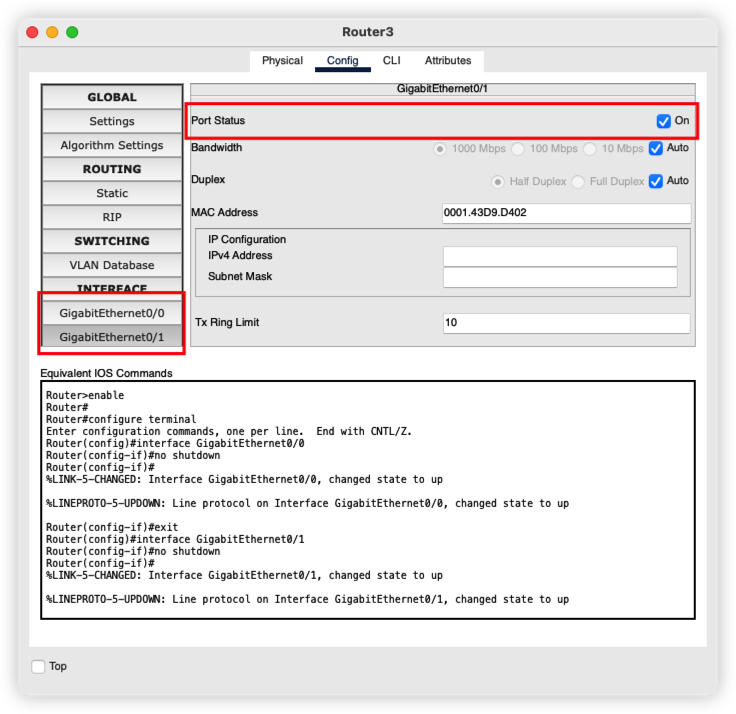 Router3
Physical Config CLI Attributes
GLOBAL
Settings
Algorithm Settings
ROUTING
Static
RIP
SWITCHING
VLAN Database
INTERFACE
GigabitEthernet0/0
GigabitEthernet0/1
GigabitEthernet0/1
Port Status On
Bandwidth 1000 Mbps 100 Mbps 10 Mbps Auto
Duplex Half Duplex Full Duplex Auto
MAC Address 0001.43D9.D402
IP Configuration
IPv4 Address
Subnet Mask
Tx Ring Limit 10
Equivalent IOS Commands
Router>enable
Router#
Router#configure terminal
Enter configuration commands, one per line.  End with CNTL/Z.
Router(config)#interface GigabitEthernet0/0
Router(config-if)#no shutdown
Router(config-if)#
%LINK-5-CHANGED: Interface GigabitEthernet0/0, changed state to up
%LINEPROTO-5-UPDOWN: Line protocol on Interface GigabitEthernet0/0, changed state to up
Router(config-if)#exit
Router(config)#interface GigabitEthernet0/1
Router(config-if)#no shutdown
Router(config-if)#
%LINK-5-CHANGED: Interface GigabitEthernet0/1, changed state to up
%LINEPROTO-5-UPDOWN: Line protocol on Interface GigabitEthernet0/1, changed state to up
Top